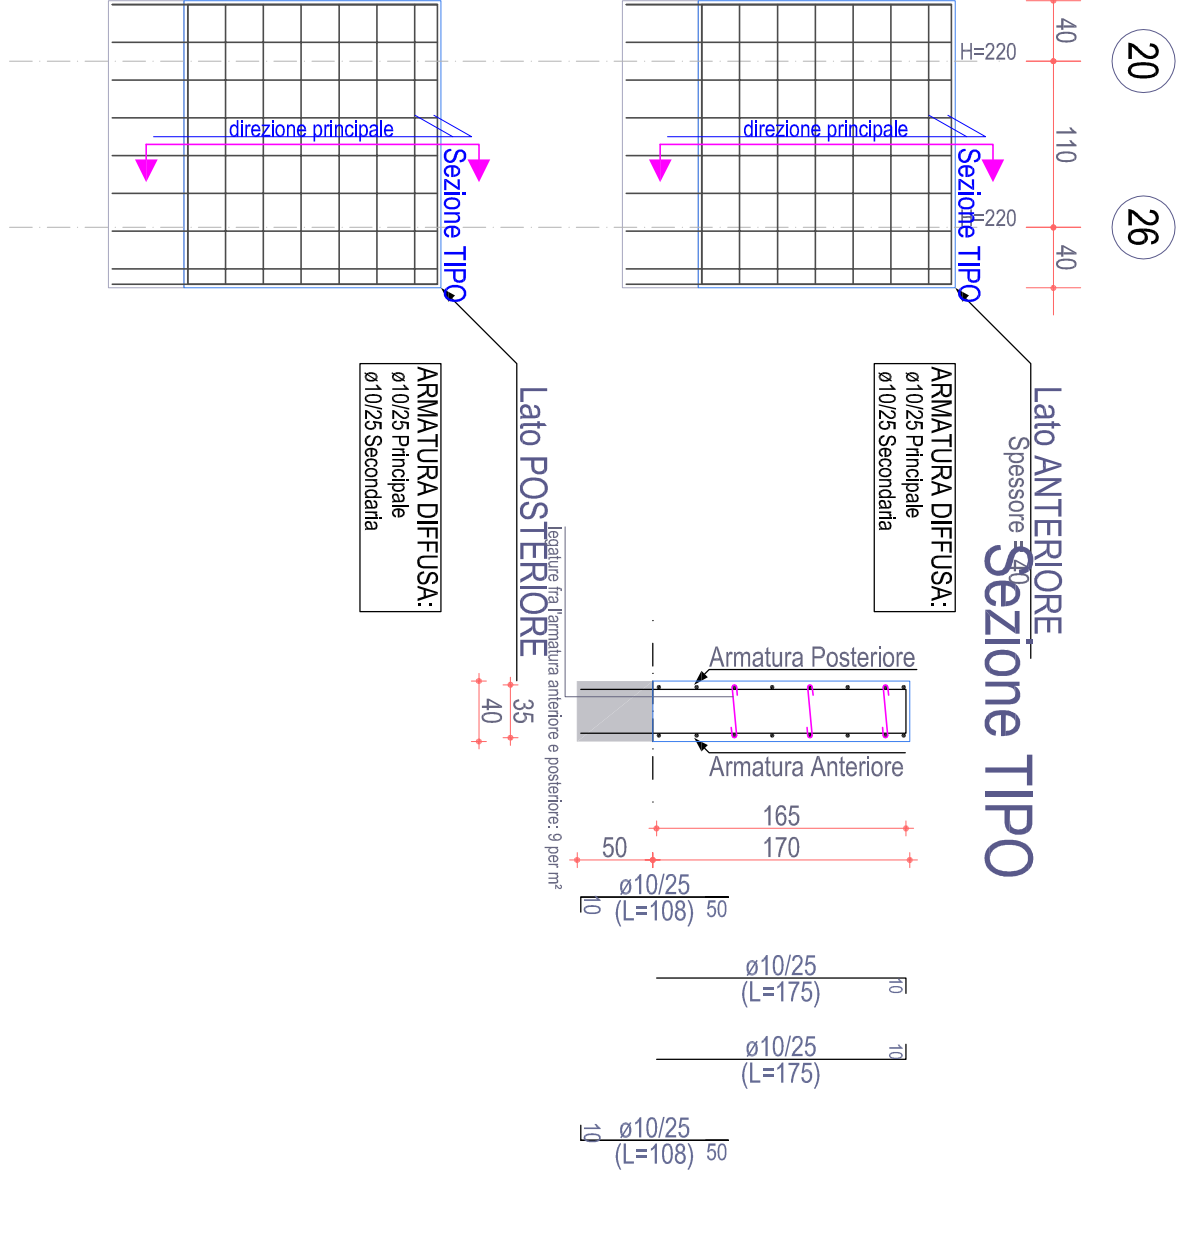 20
26
40
110
40
H=220
H=220
direzione principale
direzione principale
Sezione TIPO
Sezione TIPO
Lato ANTERIORE
Spessore = 40
ARMATURA DIFFUSA:
ø10/25 Principale
ø10/25 Secondaria
Lato POSTERIORE
ARMATURA DIFFUSA:
ø10/25 Principale
ø10/25 Secondaria
Sezione TIPO
legature fra l'armatura anteriore e posteriore: 9 per m²
Armatura Posteriore
Armatura Anteriore
35
40
165
50
170
ø10/25
(L=108)
10
50
ø10/25
(L=175)
10
ø10/25
(L=175)
10
ø10/25
(L=108)
10
50